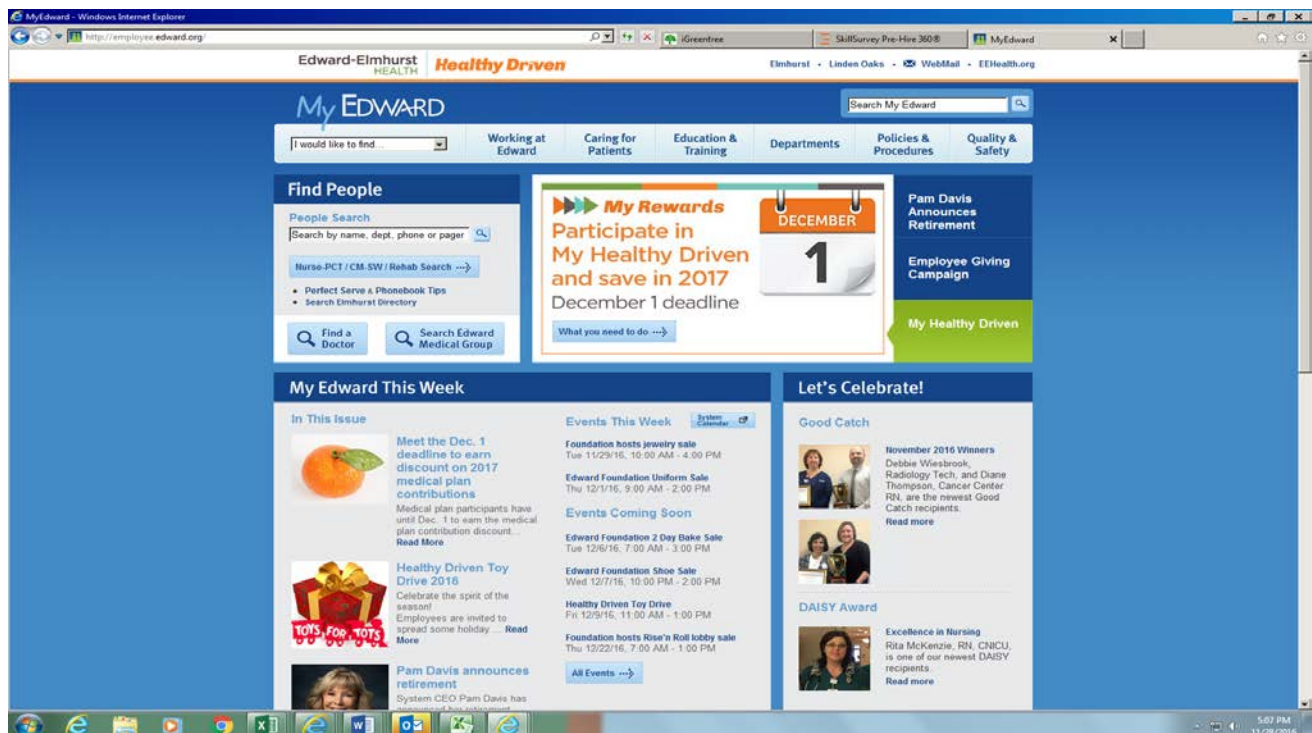 MyEdward - Windows Internet Explorer
http://employee.edward.org/
iGreentree
SkillSurvey Pre-Hire 360®
MyEdward
Edward-Elmhurst
HEALTH
Healthy Driven
Elmhurst • Linden Oaks • WebMail • EEHealth.org
My EDWARD
Search My Edward
I would like to find...
Working at
Edward
Caring for
Patients
Education &
Training
Departments
Policies &
Procedures
Quality &
Safety
Find People
People Search
Search by name, dept, phone or pager
Nurse-PCT / CM-SW / Rehab Search
• Perfect Serve & Phonebook Tips
• Search Elmhurst Directory
Find a
Doctor
Search Edward
Medical Group
My Rewards
Participate in
My Healthy Driven
and save in 2017
December 1 deadline
What you need to do
DECEMBER
1
Pam Davis
Announces
Retirement
Employee Giving
Campaign
My Healthy Driven
My Edward This Week
In This Issue
Meet the Dec. 1
deadline to earn
discount on 2017
medical plan
contributions
Medical plan participants have
until Dec. 1 to earn the medical
plan contribution discount...
Read More
TOYS FOR TOTS
Healthy Driven Toy
Drive 2016
Celebrate the spirit of the
season!
Employees are invited to
spread some holiday .... Read
More
Pam Davis announces
retirement
System CEO Pam Davis has
announced her retirement
Events This Week
System
Calendar
Foundation hosts jewelry sale
Tue 11/29/16, 10:00 AM - 4:00 PM
Edward Foundation Uniform Sale
Thu 12/1/16, 9:00 AM - 2:00 PM
Events Coming Soon
Edward Foundation 2 Day Bake Sale
Tue 12/6/16, 7:00 AM - 3:00 PM
Edward Foundation Shoe Sale
Wed 12/7/16, 10:00 PM - 2:00 PM
Healthy Driven Toy Drive
Fri 12/9/16, 11:00 AM - 1:00 PM
Foundation hosts Rise'n Roll lobby sale
Thu 12/22/16, 7:00 AM - 1:00 PM
All Events
Let's Celebrate!
Good Catch
November 2016 Winners
Debbie Wiesbrook,
Radiology Tech, and Diane
Thompson, Cancer Center
RN, are the newest Good
Catch recipients.
Read more
DAISY Award
Excellence in Nursing
Rita McKenzie, RN, CNICU,
is one of our newest DAISY
recipients.
Read more
5:07 PM
11/28/2016